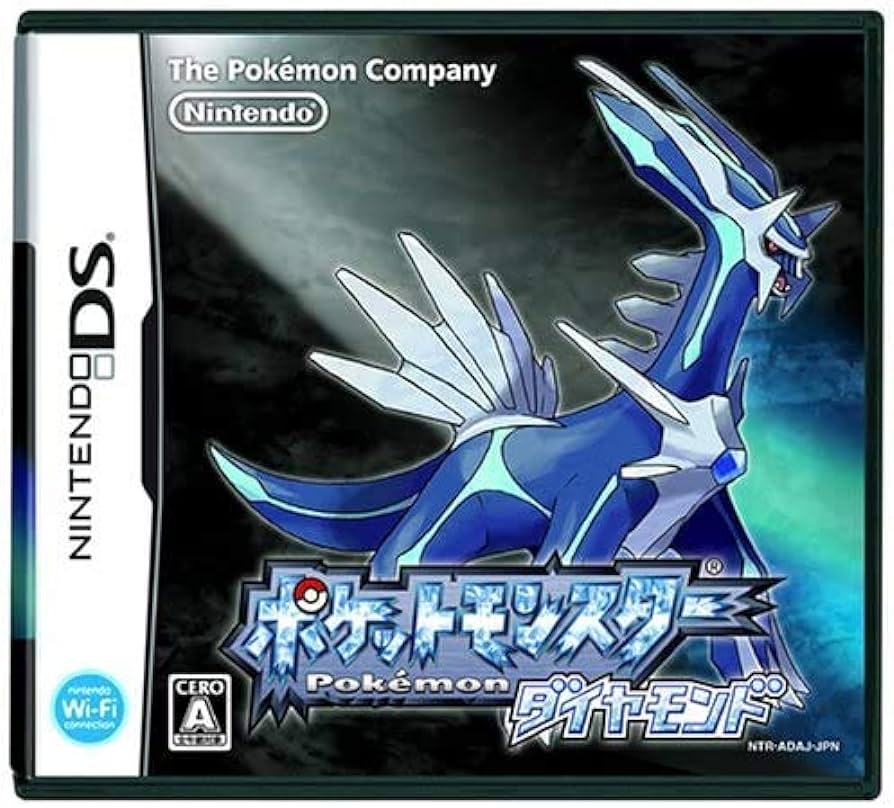 The Pokémon Company
Nintendo®
NINTENDO DS®
ポケットモンスター®
Pokémon
ダイヤモンド
nintendo
Wi-Fi
connection
CERO
A
NTR-ADAJ-JPN